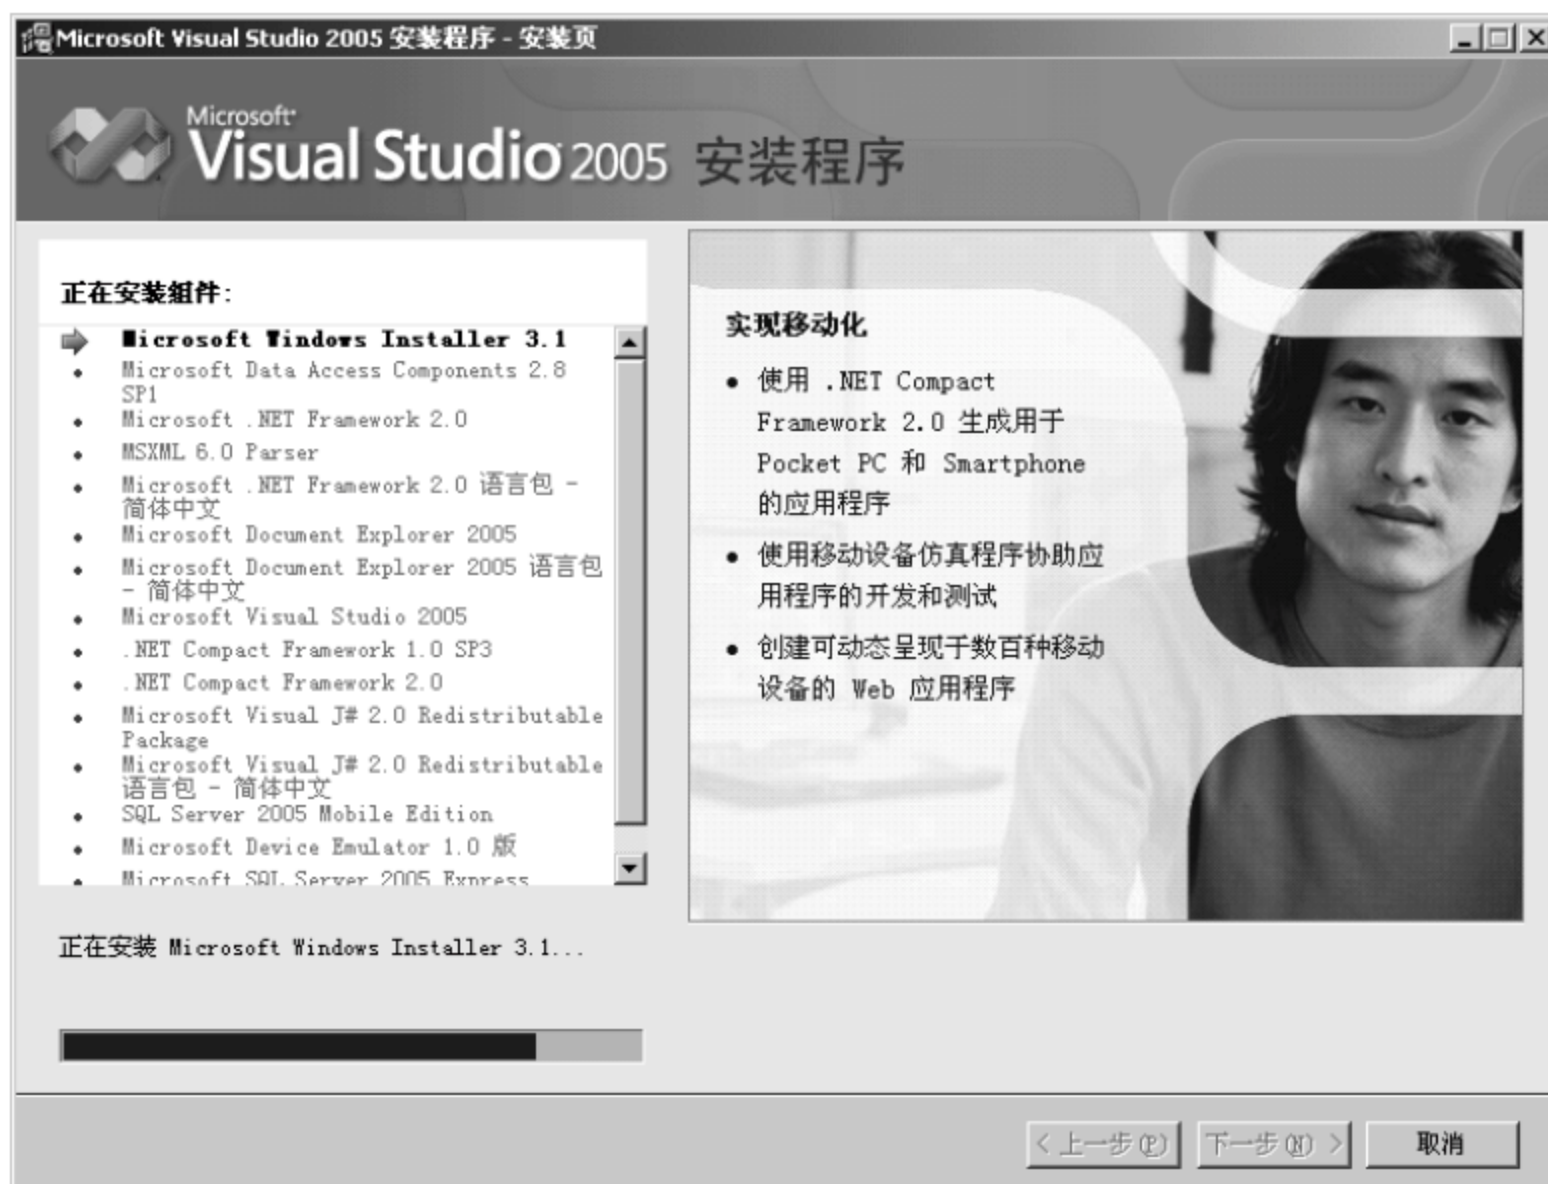 Microsoft Visual Studio 2005 安装程序 - 安装页
Microsoft
Visual Studio 2005 安装程序
正在安装组件:
Microsoft Windows Installer 3.1
Microsoft Data Access Components 2.8
SP1
Microsoft .NET Framework 2.0
MSXML 6.0 Parser
Microsoft .NET Framework 2.0 语言包 -
简体中文
Microsoft Document Explorer 2005
Microsoft Document Explorer 2005 语言包
- 简体中文
Microsoft Visual Studio 2005
.NET Compact Framework 1.0 SP3
.NET Compact Framework 2.0
Microsoft Visual J# 2.0 Redistributable
Package
Microsoft Visual J# 2.0 Redistributable
语言包 - 简体中文
SQL Server 2005 Mobile Edition
Microsoft Device Emulator 1.0 版
Microsoft SQL Server 2005 Express
正在安装 Microsoft Windows Installer 3.1...
实现移动化
• 使用 .NET Compact
Framework 2.0 生成用于
Pocket PC 和 Smartphone
的应用程序
• 使用移动设备仿真程序协助应
用程序的开发和测试
• 创建可动态呈现于数百种移动
设备的 Web 应用程序
< 上一步(P)
下一步(N) >
取消